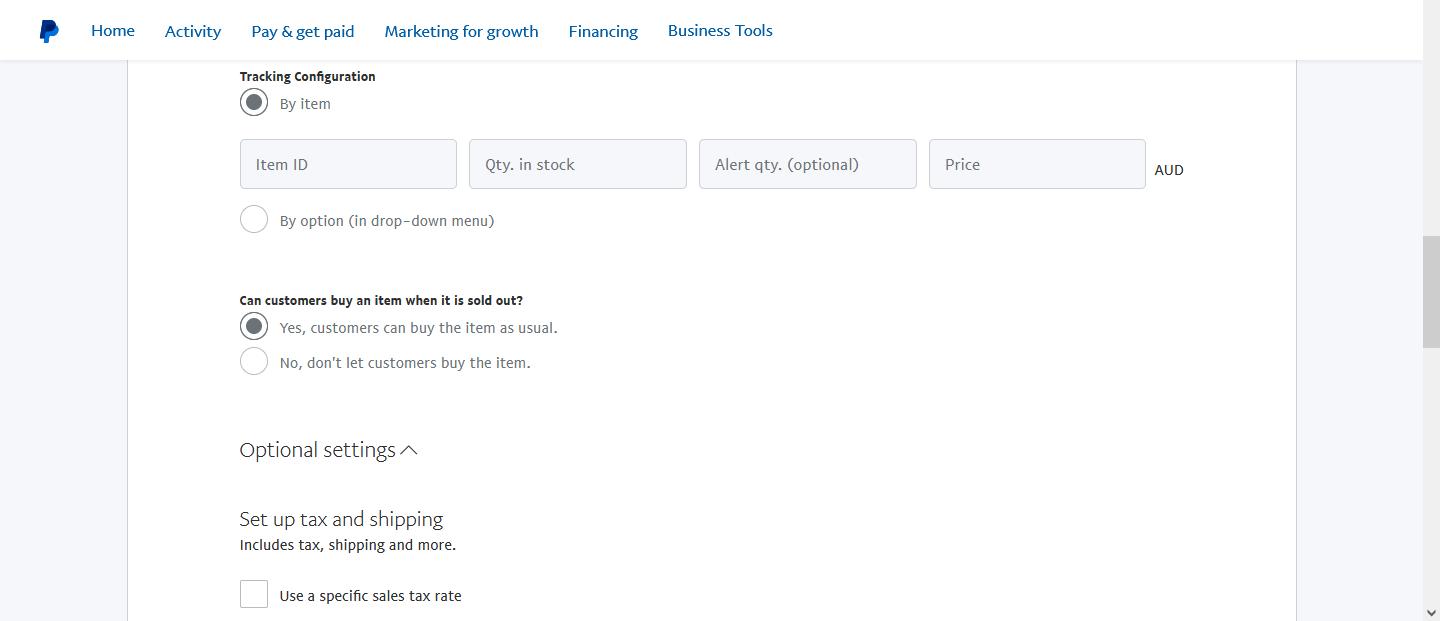 Home Activity Pay & get paid Marketing for growth Financing Business Tools
Tracking Configuration
By item
Item ID Qty. in stock Alert qty. (optional) Price AUD
By option (in drop-down menu)
Can customers buy an item when it is sold out?
Yes, customers can buy the item as usual.
No, don't let customers buy the item.
Optional settings
Set up tax and shipping
Includes tax, shipping and more.
Use a specific sales tax rate